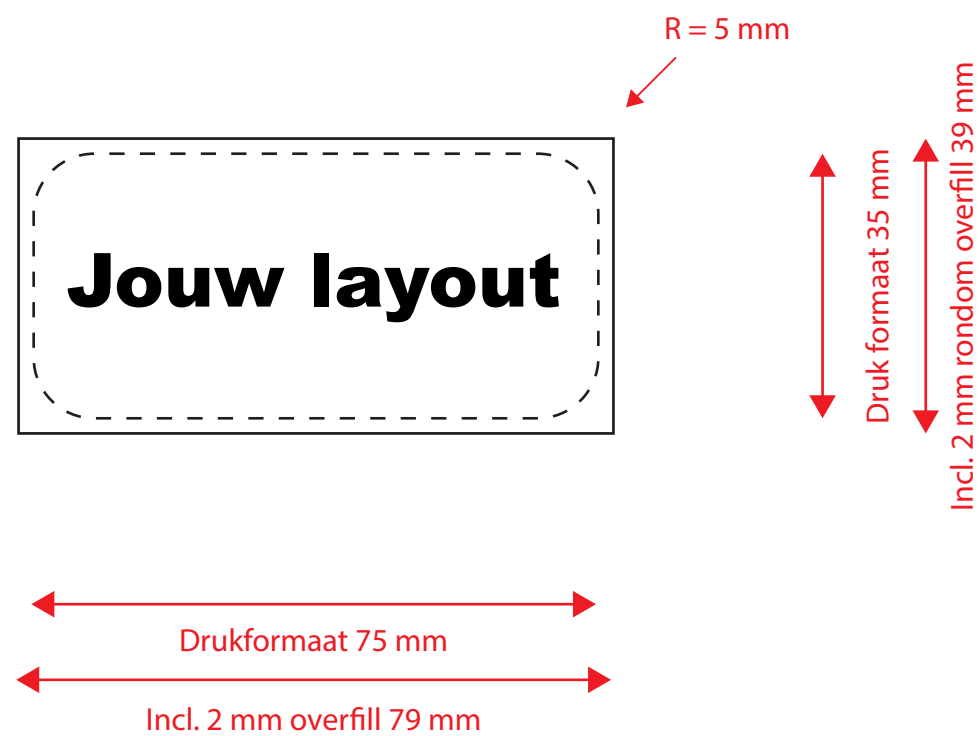 R = 5 mm
Jouw layout
Druk formaat 35 mm
Incl. 2 mm rondom overfill 39 mm
Drukformaat 75 mm
Incl. 2 mm overfill 79 mm